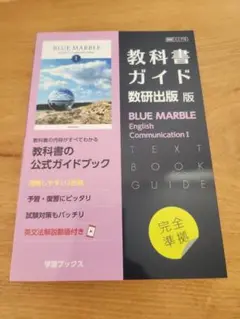 BLUE MARBLE
教科書の内容がすべてわかる
教科書の
公式ガイドブック
予習・復習にピッタリ
試験対策もバッチリ
英文法解説動画付き
学習ブックス
教科書
ガイド
数研出版 版
BLUE MARBLE
English
Communication I
TEXT
BOOK
GUIDE
完全
準拠